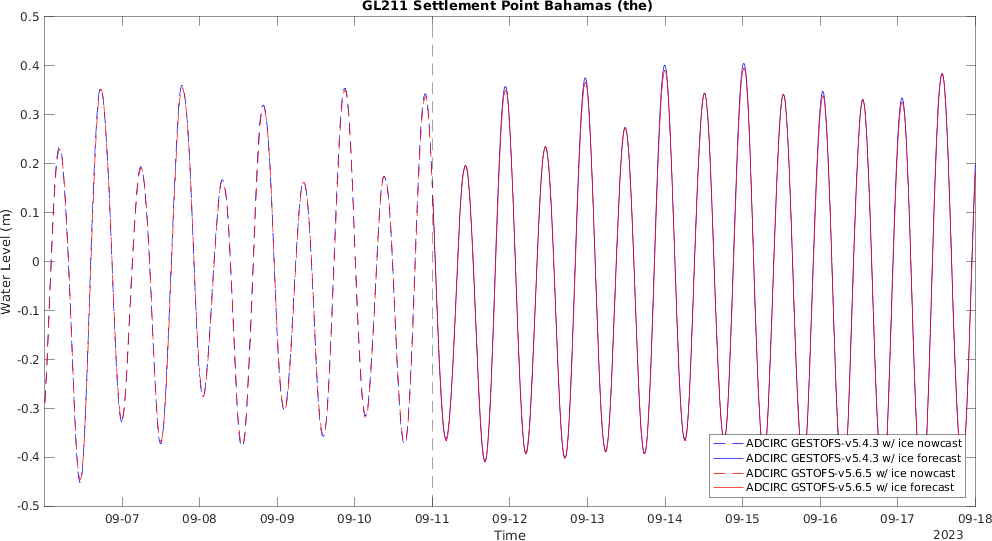 GL211 Settlement Point Bahamas (the)
0.5
0.4
0.3
0.2
0.1
0
-0.1
-0.2
-0.3
-0.4
-0.5
Water Level (m)
ADCIRC GESTOFS-v5.4.3 w/ ice nowcast
ADCIRC GESTOFS-v5.4.3 w/ ice forecast
ADCIRC GSTOFS-v5.6.5 w/ ice nowcast
ADCIRC GSTOFS-v5.6.5 w/ ice forecast
09-07 09-08 09-09 09-10 09-11 09-12 09-13 09-14 09-15 09-16 09-17 09-18
Time
2023